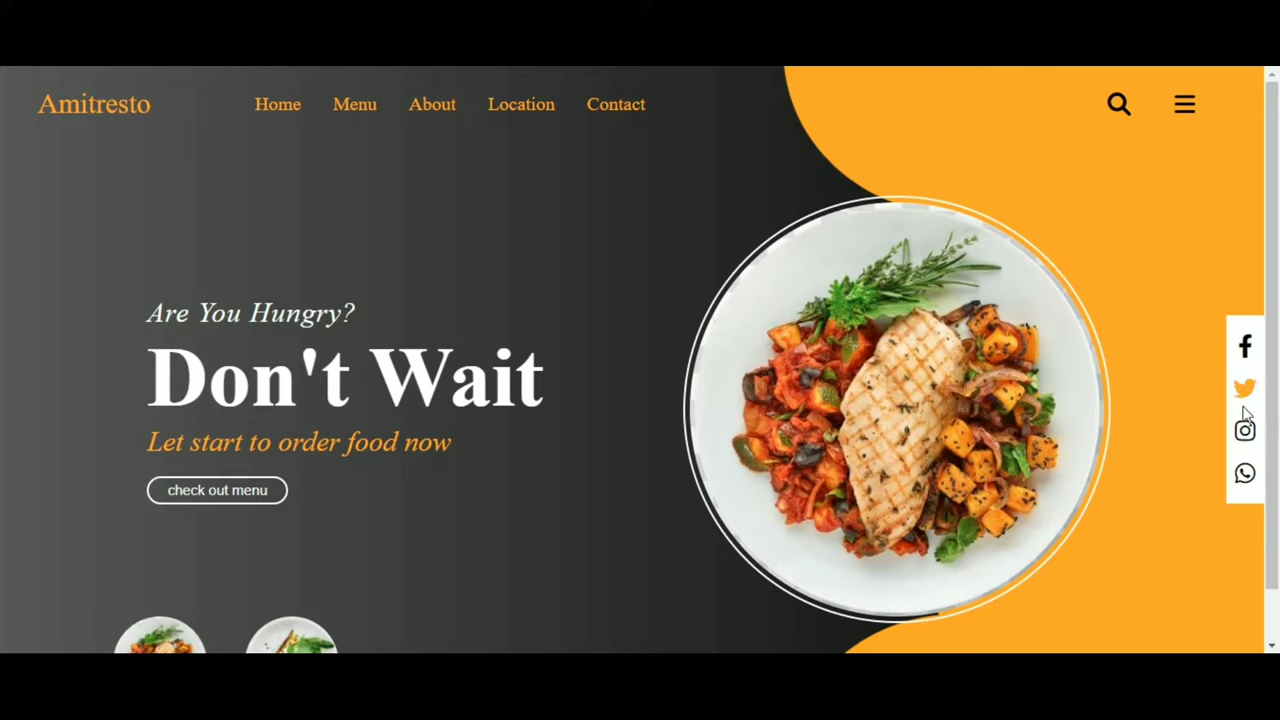 Amitresto
Home Menu About Location Contact
Are You Hungry?
Don't Wait
Let start to order food now
check out menu